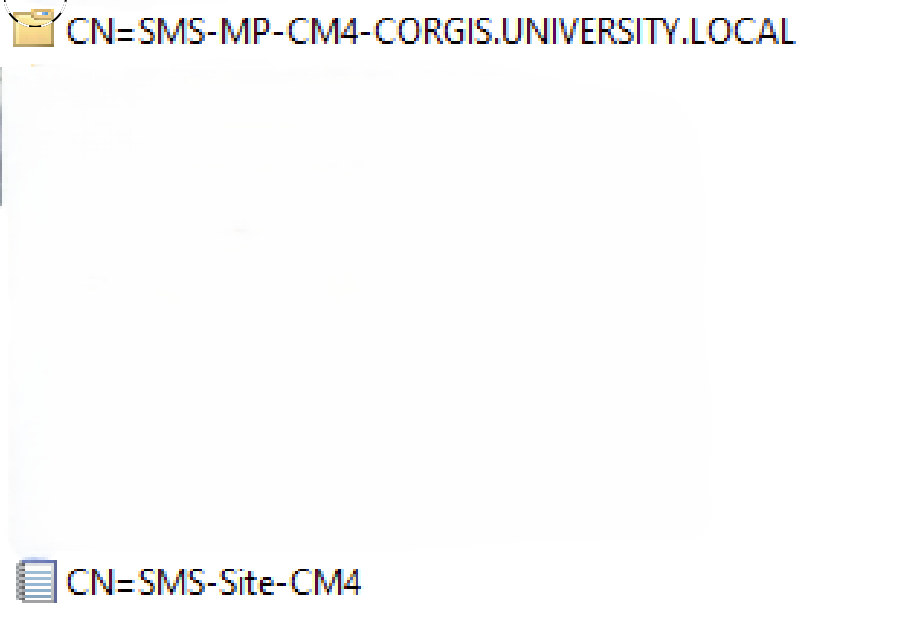 CN=SMS-MP-CM4-CORGIS.UNIVERSITY.LOCAL
CN=SMS-Site-CM4